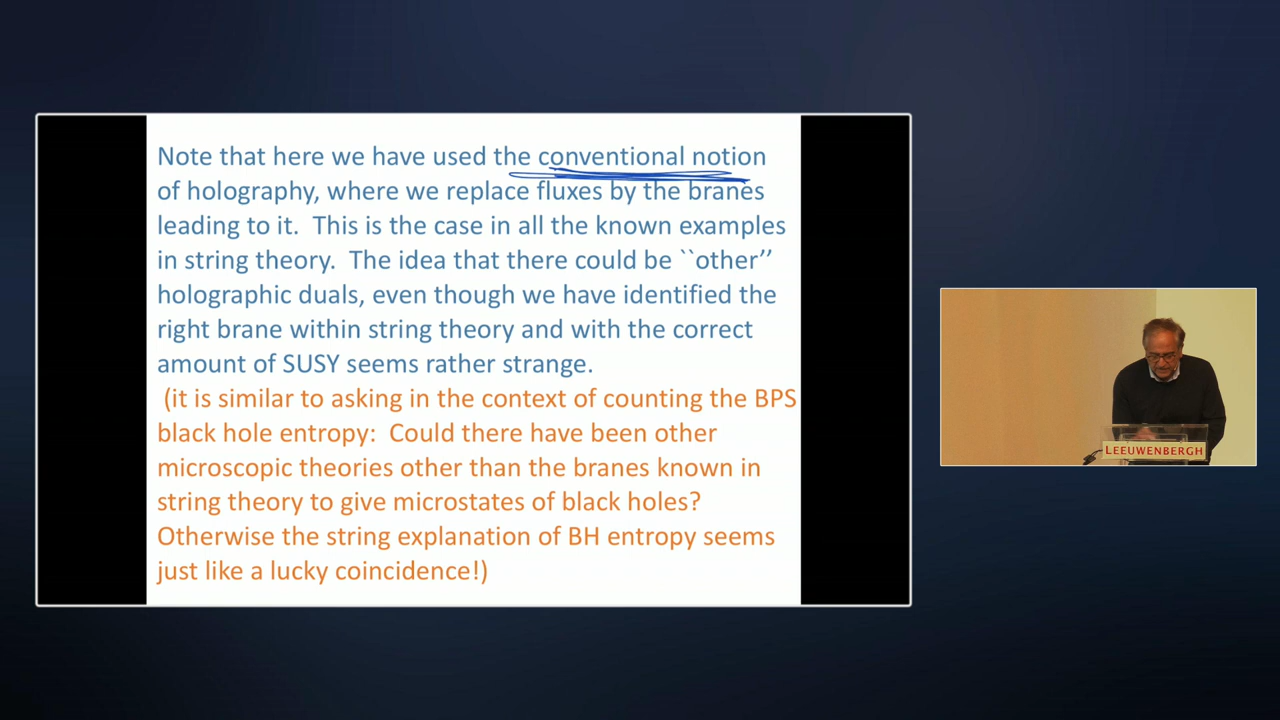 Note that here we have used the conventional notion
of holography, where we replace fluxes by the branes
leading to it.  This is the case in all the known examples
in string theory.  The idea that there could be ``other’’
holographic duals, even though we have identified the
right brane within string theory and with the correct
amount of SUSY seems rather strange.
(it is similar to asking in the context of counting the BPS
black hole entropy:  Could there have been other
microscopic theories other than the branes known in
string theory to give microstates of black holes?
Otherwise the string explanation of BH entropy seems
just like a lucky coincidence!)
LEEUWENBERGH